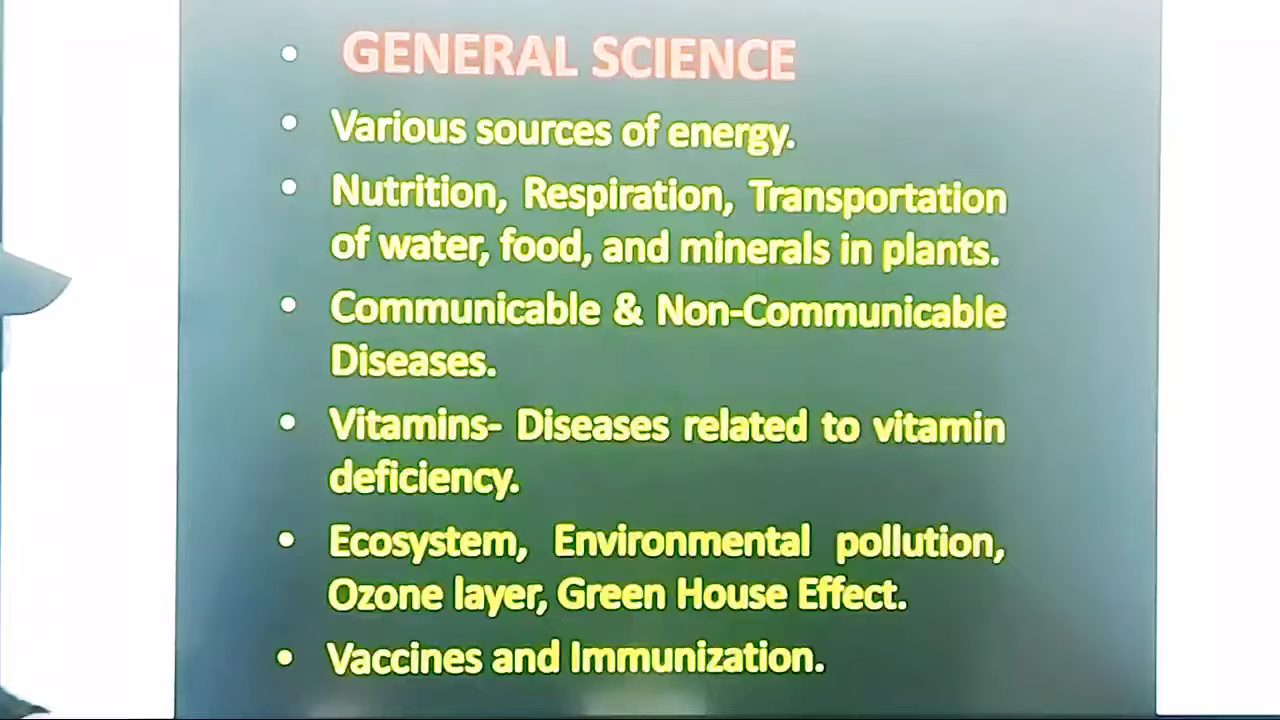 • GENERAL SCIENCE
• Various sources of energy.
• Nutrition, Respiration, Transportation
of water, food, and minerals in plants.
• Communicable & Non-Communicable
Diseases.
• Vitamins- Diseases related to vitamin
deficiency.
• Ecosystem, Environmental pollution,
Ozone layer, Green House Effect.
• Vaccines and Immunization.